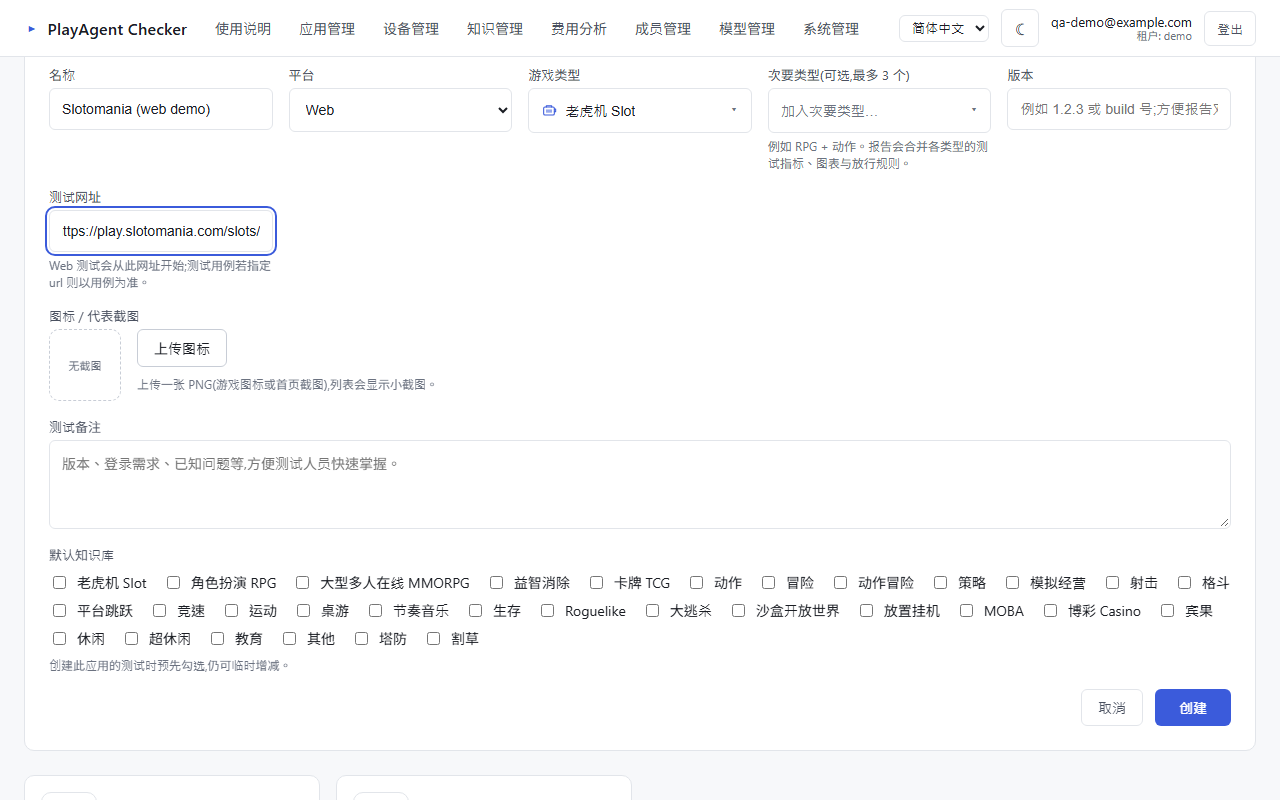 PlayAgent Checker 使用说明 应用管理 设备管理 知识管理 费用分析 成员管理 模型管理 系统管理 简体中文 qa-demo@example.com 登出
租户: demo
名称 平台 游戏类型 次要类型(可选,最多 3 个) 版本
Slotomania (web demo) Web 老虎机 Slot 加入次要类型… 例如 1.2.3 或 build 号;方便报告
例如 RPG + 动作。报告会合并各类型的测
试指标、图表与放行规则。
测试网址
ttps://play.slotomania.com/slots/
Web 测试会从此网址开始;测试用例若指定
url 则以用例为准。
图标 / 代表截图
无截图 上传图标
上传一张 PNG(游戏图标或首页截图),列表会显示小截图。
测试备注
版本、登录需求、已知问题等,方便测试人员快速掌握。
默认知识库
老虎机 Slot 角色扮演 RPG 大型多人在线 MMORPG 益智消除 卡牌 TCG 动作 冒险 动作冒险 策略 模拟经营 射击 格斗
平台跳跃 竞速 运动 桌游 节奏音乐 生存 Roguelike 大逃杀 沙盒开放世界 放置挂机 MOBA 博彩 Casino 宾果
休闲 超休闲 教育 其他 塔防 割草
创建此应用的测试时预先勾选,仍可临时增减。
取消 创建